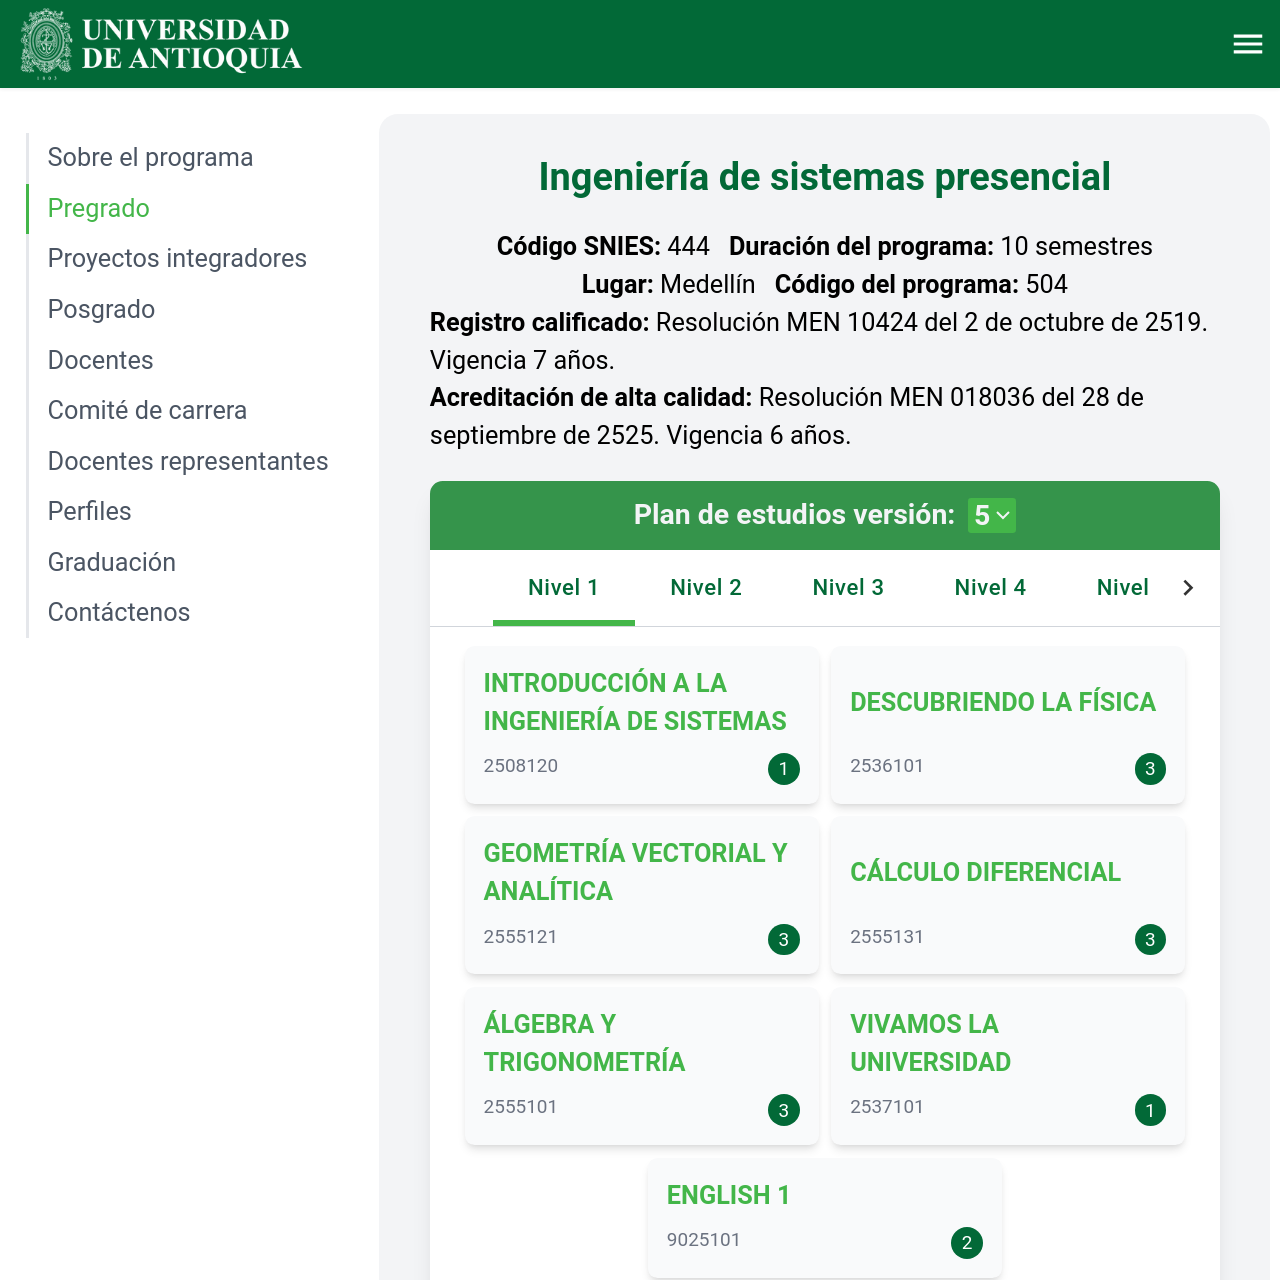 UNIVERSIDAD
DE ANTIOQUIA
1803
Sobre el programa
Pregrado
Proyectos integradores
Posgrado
Docentes
Comité de carrera
Docentes representantes
Perfiles
Graduación
Contáctenos
Ingeniería de sistemas presencial
Código SNIES: 444 Duración del programa: 10 semestres
Lugar: Medellín Código del programa: 504
Registro calificado: Resolución MEN 10424 del 2 de octubre de 2519.
Vigencia 7 años.
Acreditación de alta calidad: Resolución MEN 018036 del 28 de
septiembre de 2525. Vigencia 6 años.
Plan de estudios versión: 5
Nivel 1 Nivel 2 Nivel 3 Nivel 4 Nivel
INTRODUCCIÓN A LA
INGENIERÍA DE SISTEMAS
2508120 1
DESCUBRIENDO LA FÍSICA
2536101 3
GEOMETRÍA VECTORIAL Y
ANALÍTICA
2555121 3
CÁLCULO DIFERENCIAL
2555131 3
ÁLGEBRA Y
TRIGONOMETRÍA
2555101 3
VIVAMOS LA
UNIVERSIDAD
2537101 1
ENGLISH 1
9025101 2